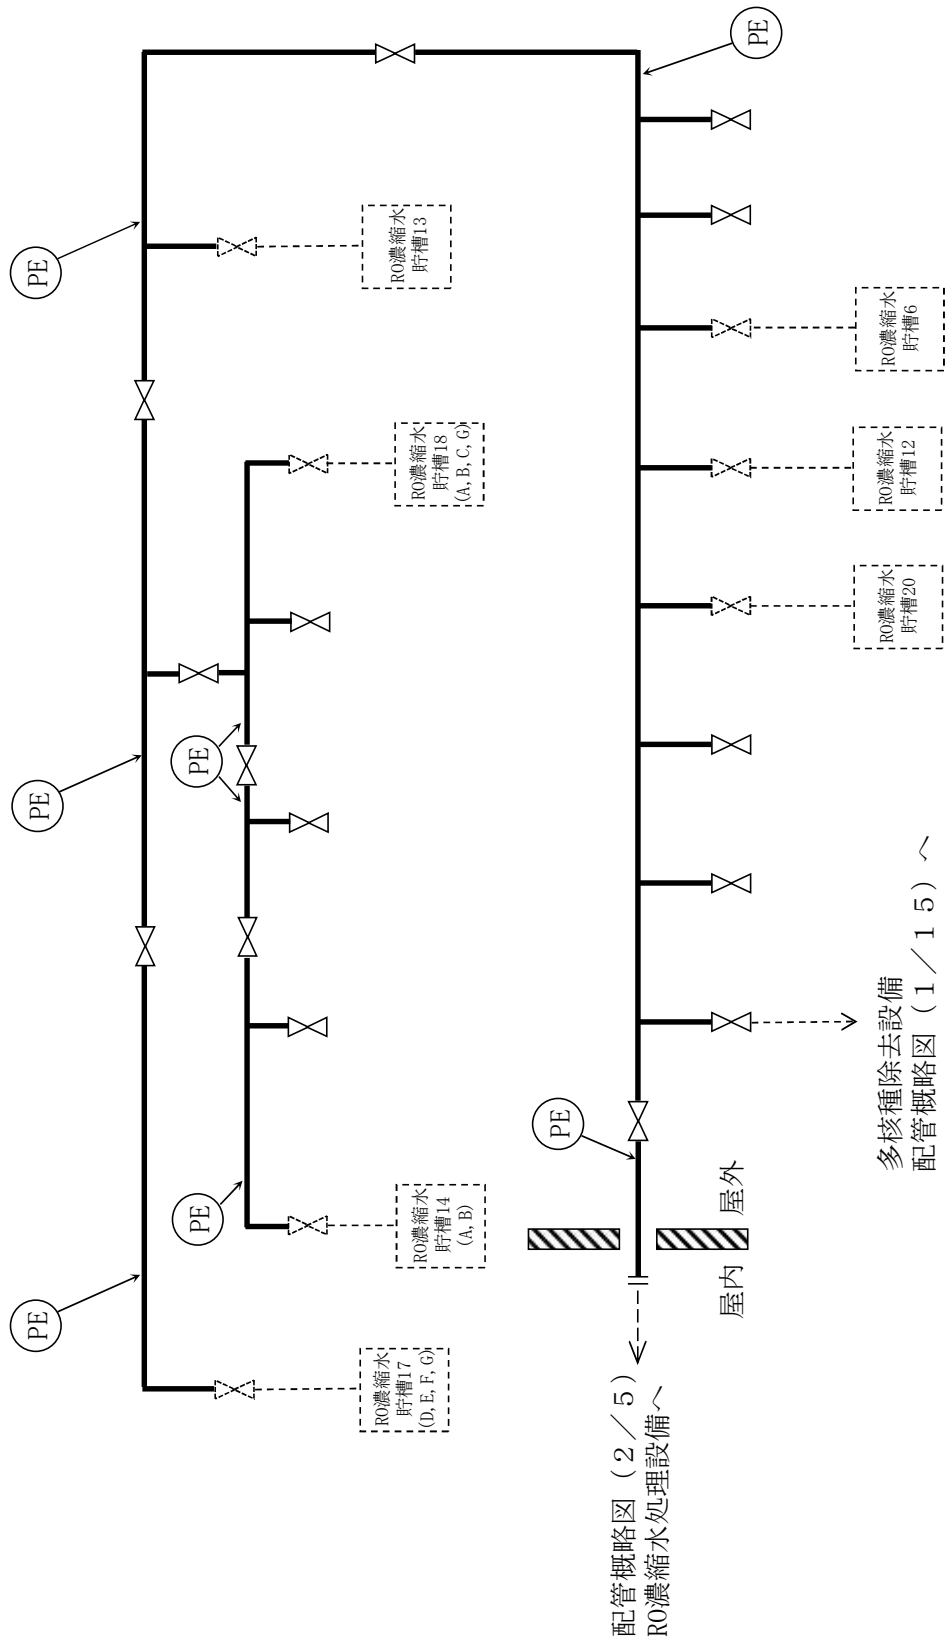 PE
PE
PE
PE
PE
RO濃縮水
貯槽17
(D,E,F,G)
RO濃縮水
貯槽14
(A,B)
RO濃縮水
貯槽18
(A,B,C,G)
RO濃縮水
貯槽13
PE
PE
配管概略図（２／５）
RO濃縮水処理設備へ
屋内
屋外
多核種除去設備
配管概略図（１／１５）へ
RO濃縮水
貯槽20
RO濃縮水
貯槽12
RO濃縮水
貯槽6